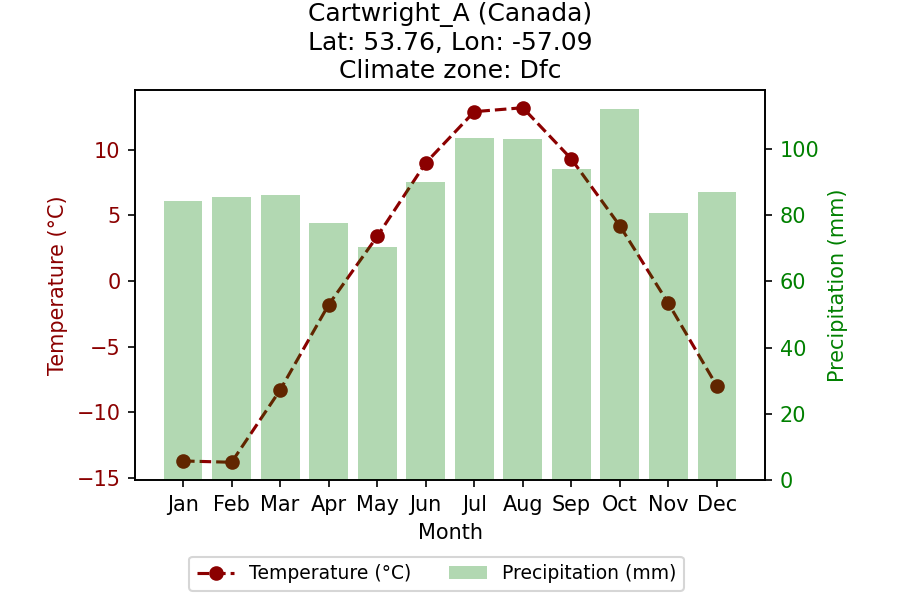 Cartwright_A (Canada)
Lat: 53.76, Lon: -57.09
Climate zone: Dfc
Temperature (°C)
10
5
0
−5
−10
−15
100
80
60
40
20
0
Precipitation (mm)
Jan Feb Mar Apr May Jun Jul Aug Sep Oct Nov Dec
Month
Temperature (°C) Precipitation (mm)